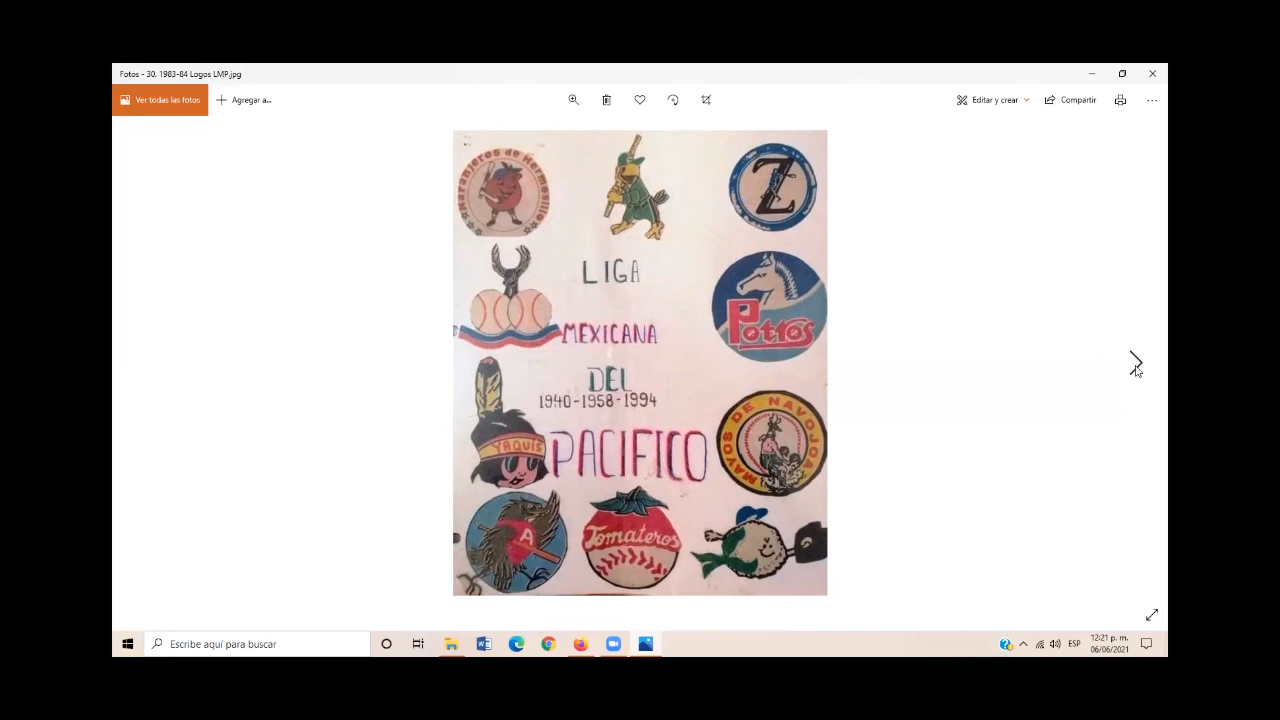 Fotos - 30. 1983-84 Logos LMP.jpg
Ver todas las fotos
Agregar a...
Editar y crear
Compartir
Naranjeros de Hermosillo
Z
LIGA
Pottos
MEXICANA
DEL
1940-1958-1994
YAQUIS
PACIFICO
MAYOS DE NAVOJOA
A
Tomateros
Escribe aquí para buscar
ESP
12:21 p. m.
06/06/2021